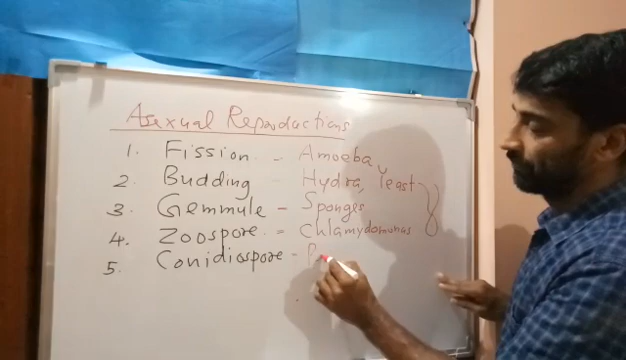 Asexual Reproductions
1. Fission - Amoeba,
2. Budding - Hydra, Yeast
3. Gemmule - Sponges
4. Zoospore = Chlamydomonas
5. Conidiospore - P